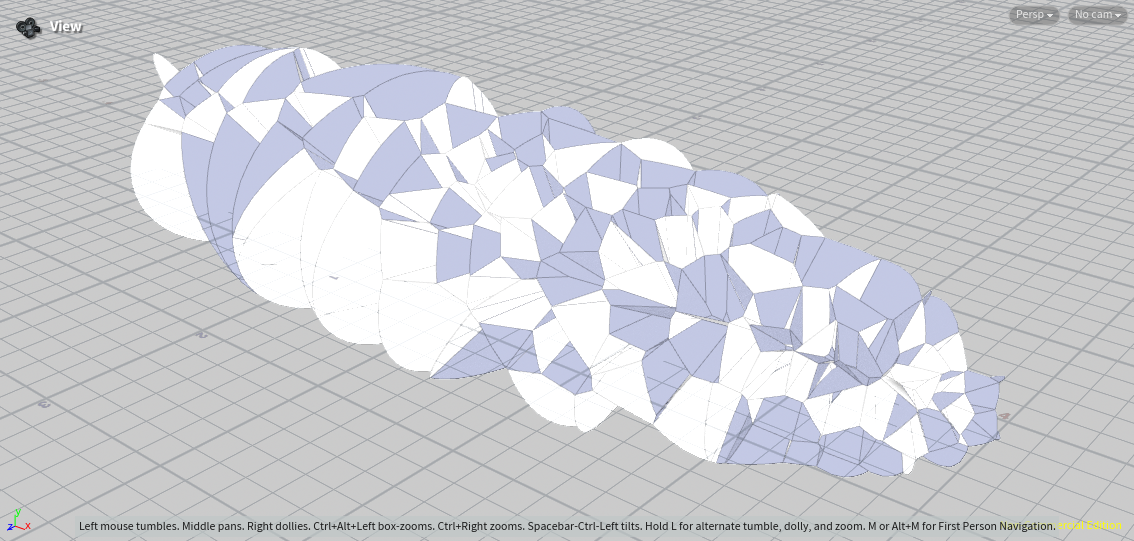 View
Persp
No cam
Left mouse tumbles. Middle pans. Right dollies. Ctrl+Alt+Left box-zooms. Ctrl+Right zooms. Spacebar-Ctrl-Left tilts. Hold L for alternate tumble, dolly, and zoom. M or Alt+M for First Person Navigation.
Edition
y
z
x